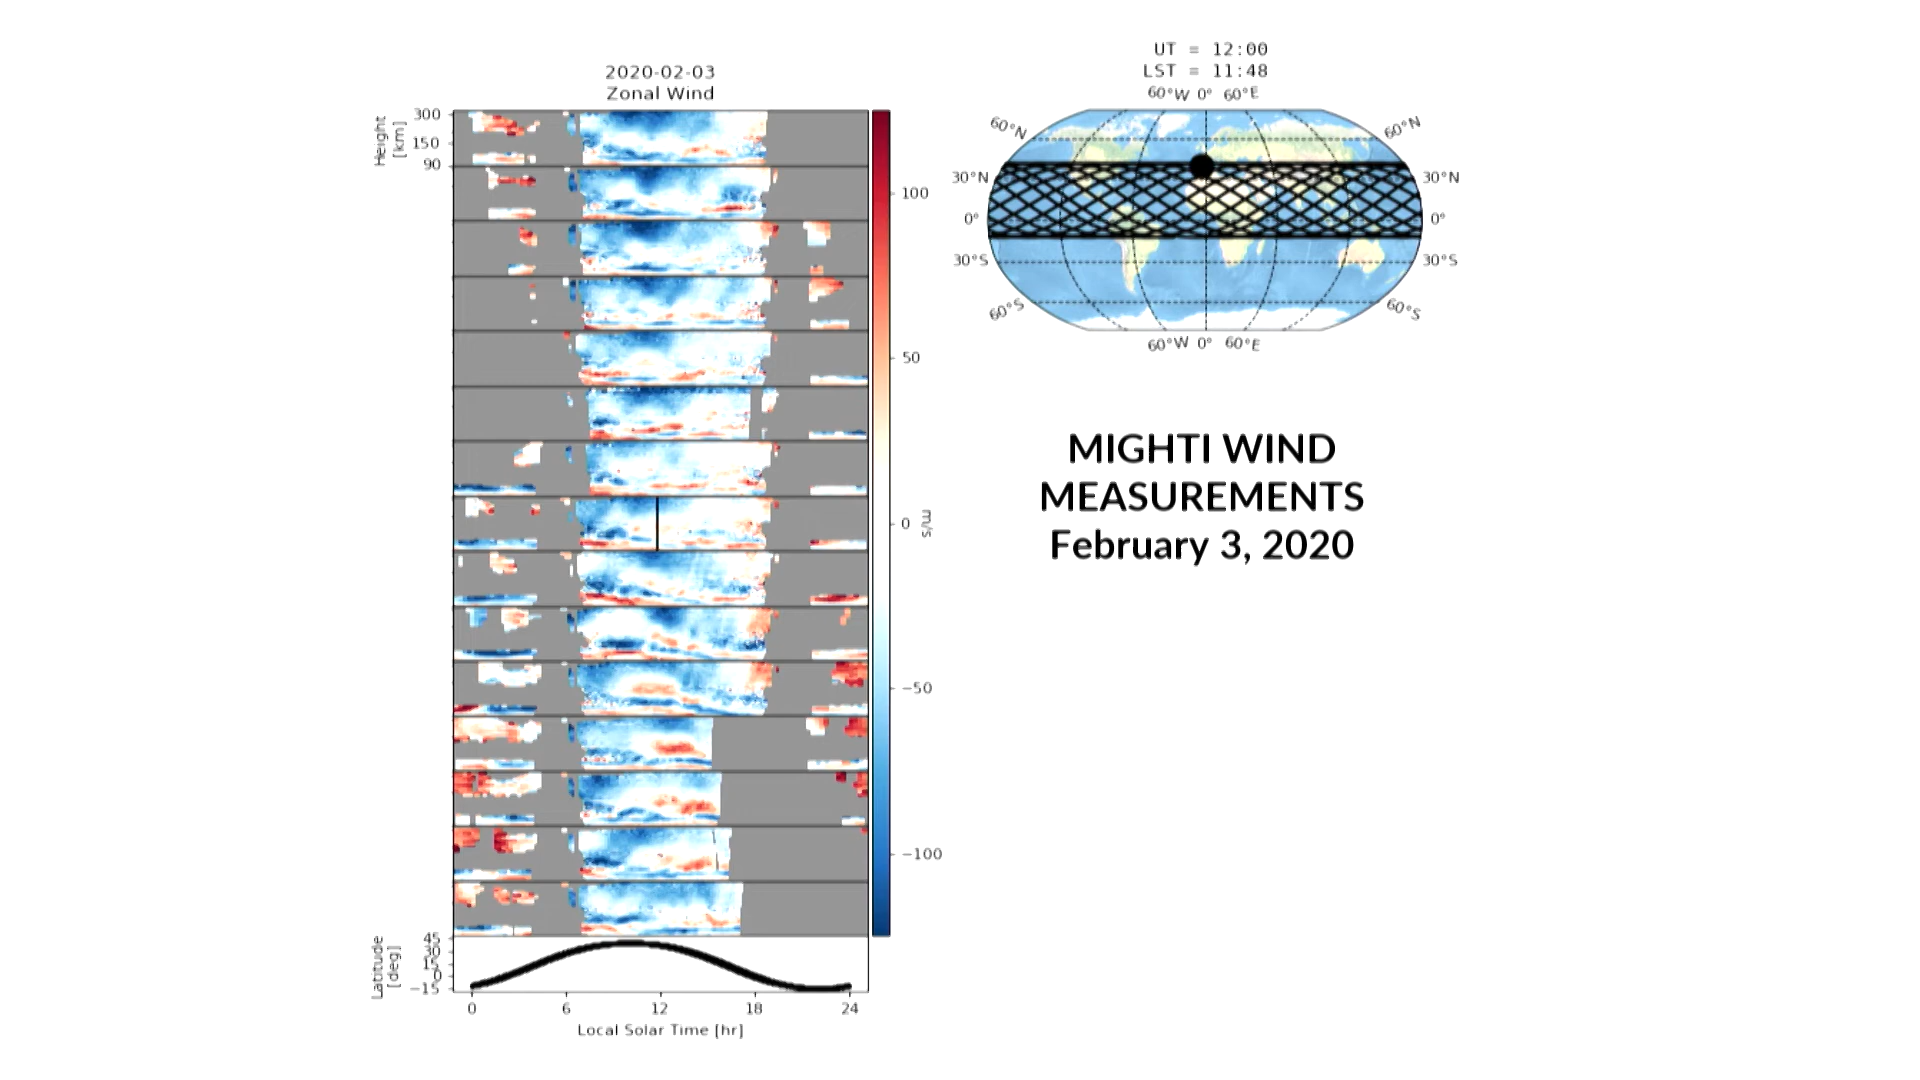 2020-02-03
Zonal Wind
Height
[km]
300
150
90
100
50
0
−50
−100
m/s
Latitude
[deg]
45
30
15
0
−15
0 6 12 18 24
Local Solar Time [hr]
UT = 12:00
LST = 11:48
60°W 0° 60°E
60°N 60°N
30°N 30°N
0° 0°
30°S 30°S
60°S 60°S
60°W 0° 60°E
MIGHTI WIND
MEASUREMENTS
February 3, 2020